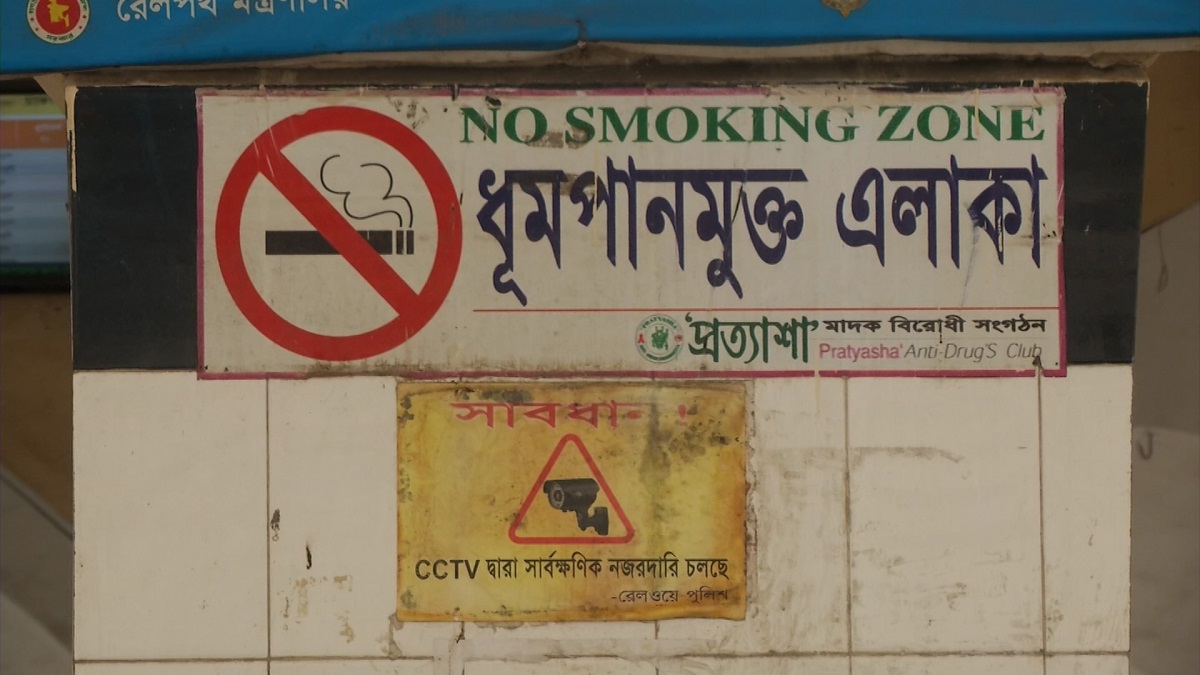 রেলপথ মন্ত্রণালয়
NO SMOKING ZONE
ধূমপানমুক্ত এলাকা
'প্রত্যাশা' মাদক বিরোধী সংগঠন
Pratyasha' Anti-Drug'S Club
সাবধান !
CCTV দ্বারা সার্বক্ষণিক নজরদারি চলছে
-রেলওয়ে পুলিশ